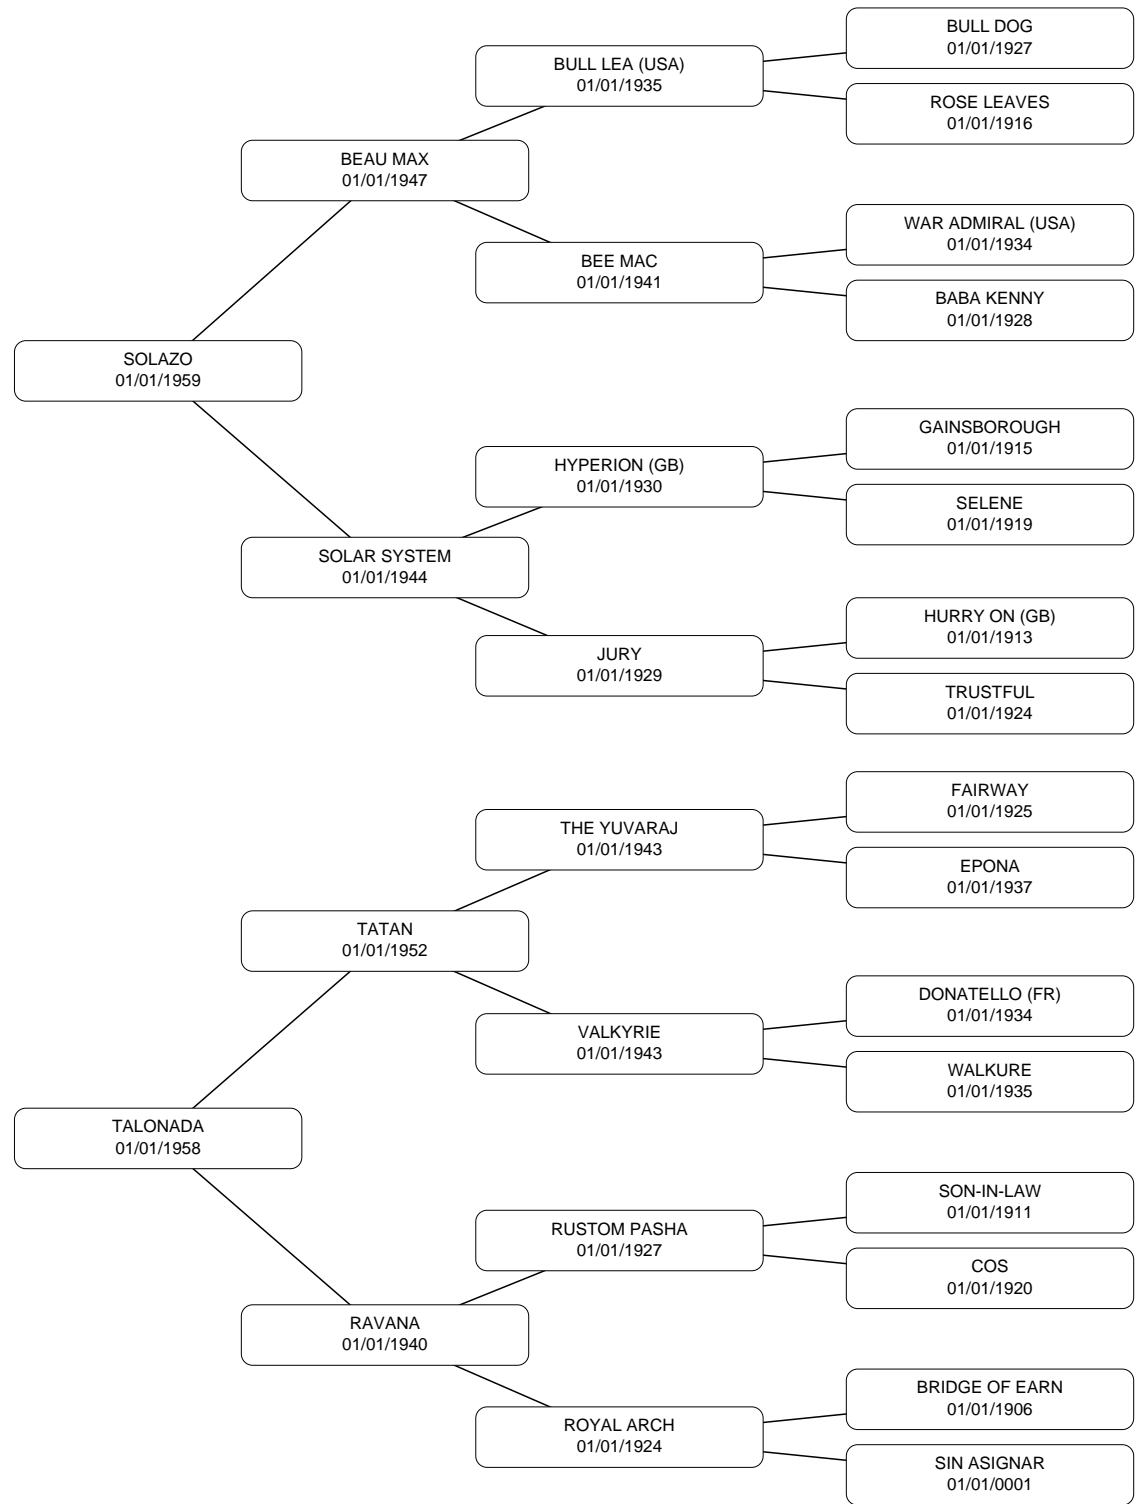 BULL DOG
01/01/1927
BULL LEA (USA)
01/01/1935
ROSE LEAVES
01/01/1916
BEAU MAX
01/01/1947
WAR ADMIRAL (USA)
01/01/1934
BEE MAC
01/01/1941
BABA KENNY
01/01/1928
SOLAZO
01/01/1959
GAINSBOROUGH
01/01/1915
HYPERION (GB)
01/01/1930
SELENE
01/01/1919
SOLAR SYSTEM
01/01/1944
HURRY ON (GB)
01/01/1913
JURY
01/01/1929
TRUSTFUL
01/01/1924
FAIRWAY
01/01/1925
THE YUVARAJ
01/01/1943
EPONA
01/01/1937
TATAN
01/01/1952
DONATELLO (FR)
01/01/1934
VALKYRIE
01/01/1943
WALKURE
01/01/1935
TALONADA
01/01/1958
SON-IN-LAW
01/01/1911
RUSTOM PASHA
01/01/1927
COS
01/01/1920
RAVANA
01/01/1940
BRIDGE OF EARN
01/01/1906
ROYAL ARCH
01/01/1924
SIN ASIGNAR
01/01/0001